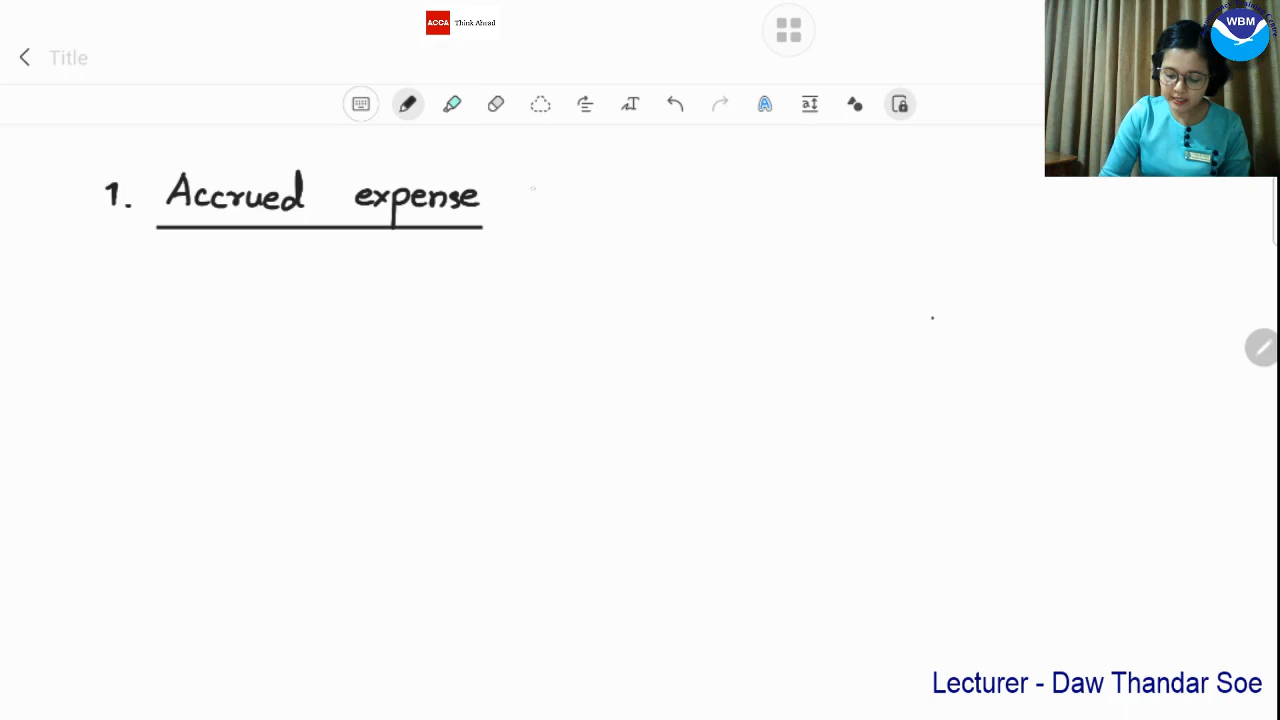 ACCA Think Ahead
WBM
Title
1. Accrued expense
Lecturer - Daw Thandar Soe